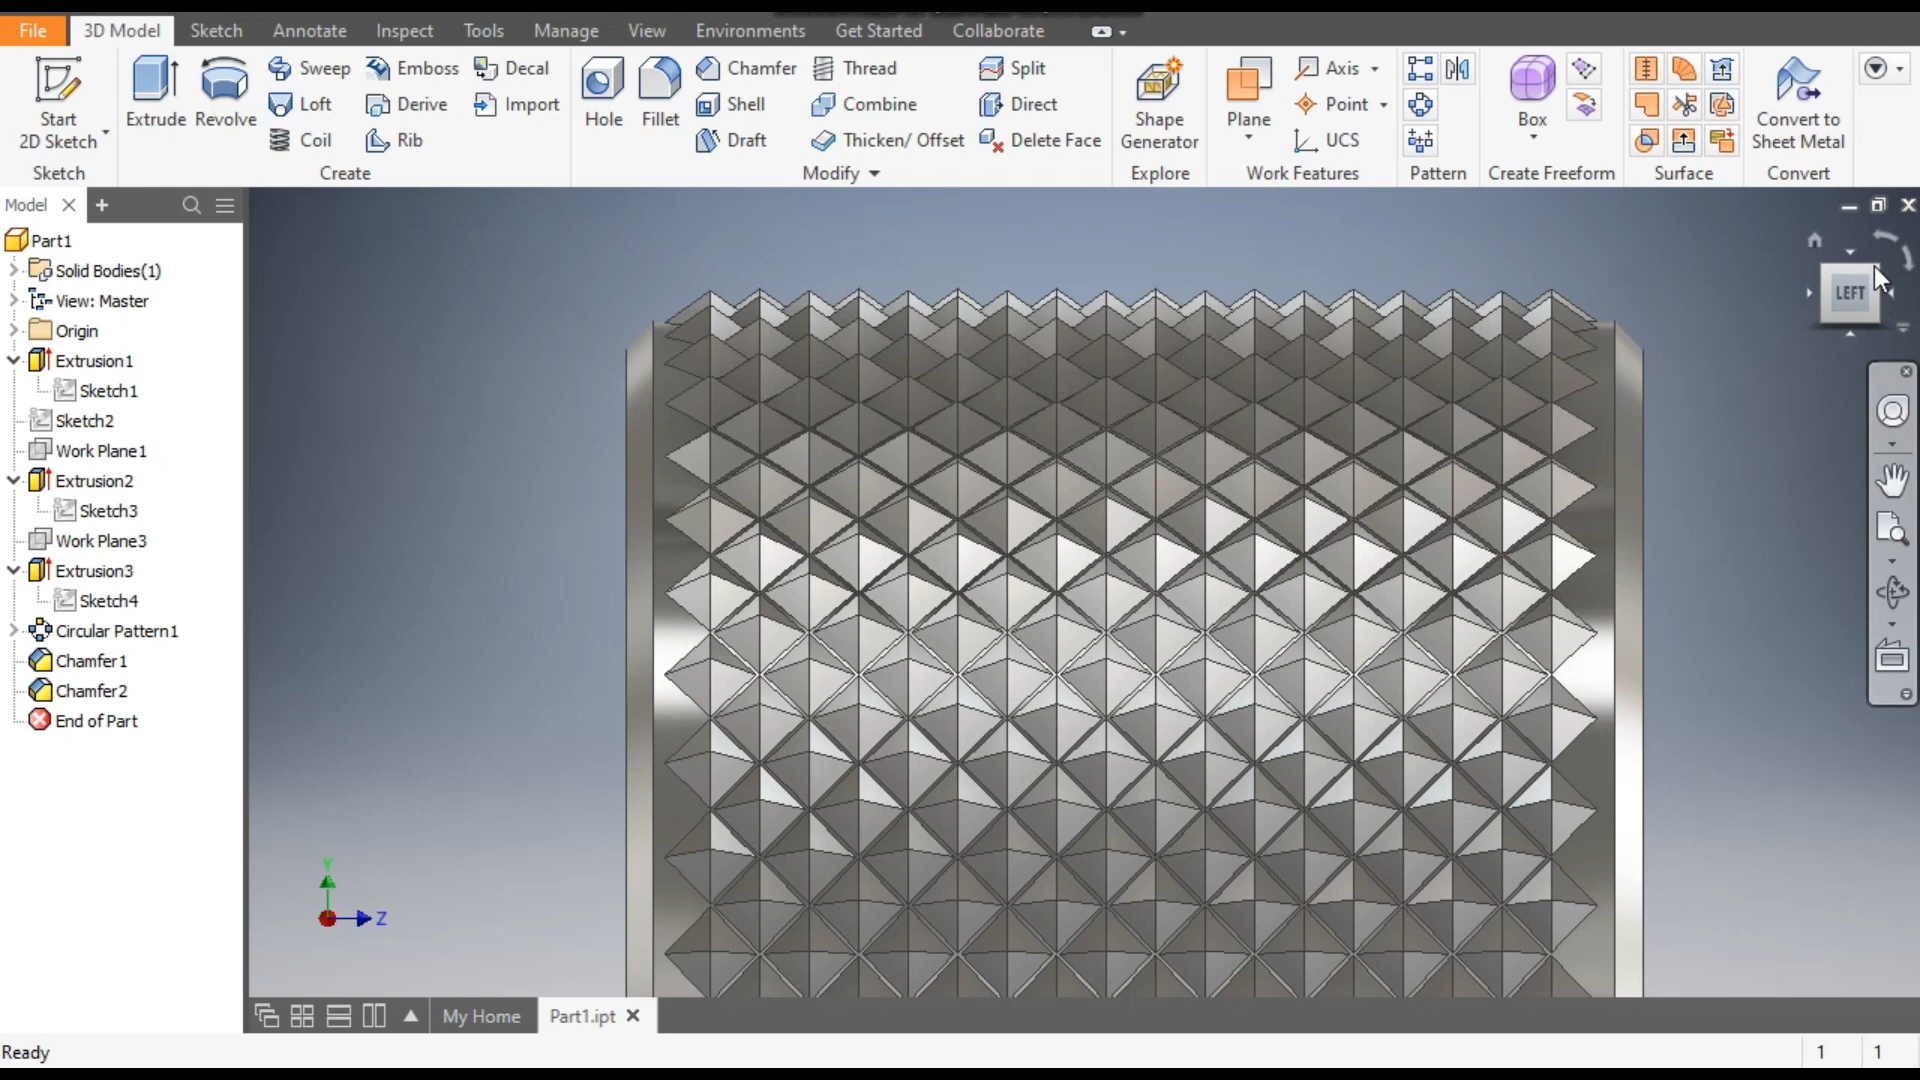 File 3D Model Sketch Annotate Inspect Tools Manage View Environments Get Started Collaborate
Start
2D Sketch
Sketch
Extrude Revolve
Sweep Emboss Decal
Loft Derive Import
Coil Rib
Create
Hole Fillet
Chamfer Thread Split
Shell Combine Direct
Draft Thicken/ Offset Delete Face
Modify
Shape
Generator
Explore
Plane
Axis
Point
UCS
Work Features
Pattern
Box
Create Freeform
Surface
Convert to
Sheet Metal
Convert
Model
Part1
Solid Bodies(1)
View: Master
Origin
Extrusion1
Sketch1
Sketch2
Work Plane1
Extrusion2
Sketch3
Work Plane3
Extrusion3
Sketch4
Circular Pattern1
Chamfer1
Chamfer2
End of Part
LEFT
Y
Z
My Home Part1.ipt
Ready 1 1